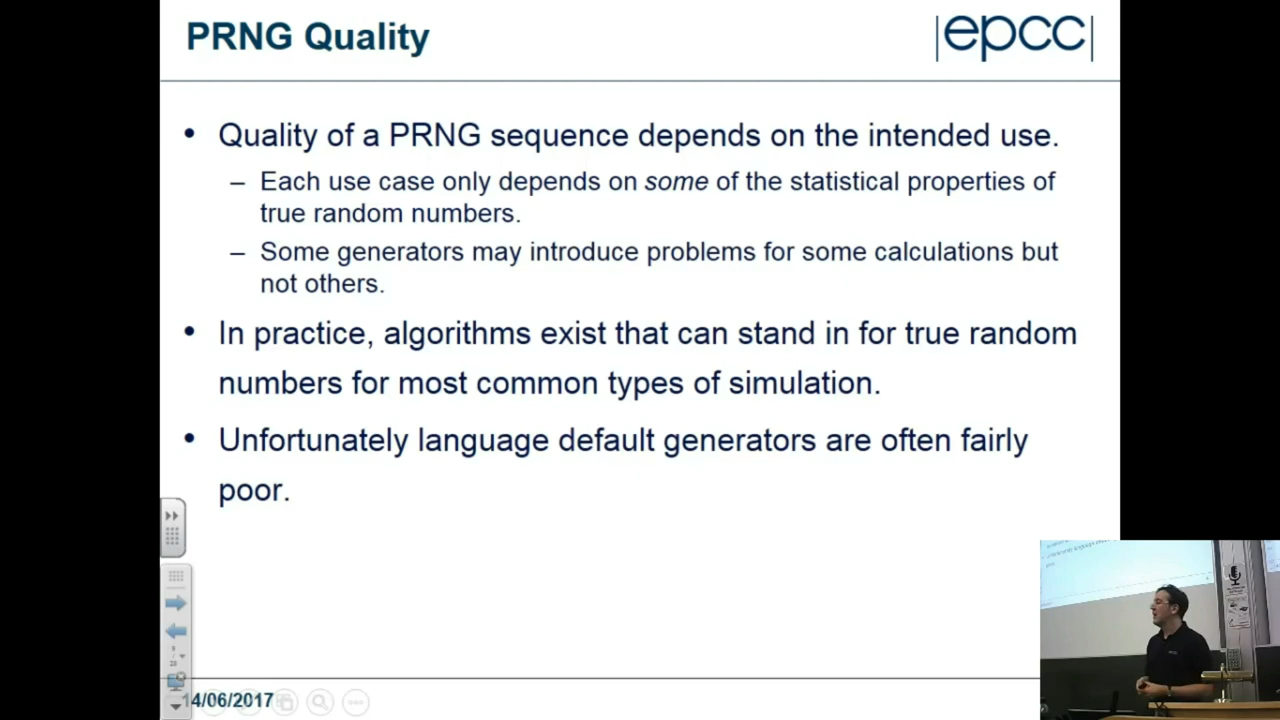 PRNG Quality
|epcc|
• Quality of a PRNG sequence depends on the intended use.
– Each use case only depends on some of the statistical properties of
true random numbers.
– Some generators may introduce problems for some calculations but
not others.
• In practice, algorithms exist that can stand in for true random
numbers for most common types of simulation.
• Unfortunately language default generators are often fairly
poor.
14/06/2017